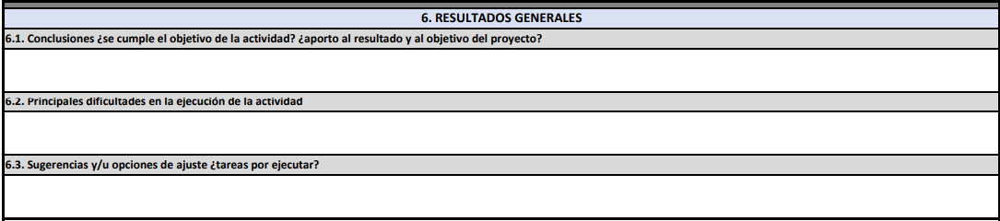 6. RESULTADOS GENERALES
6.1. Conclusiones ¿se cumple el objetivo de la actividad? ¿aporto al resultado y al objetivo del proyecto?
6.2. Principales dificultades en la ejecución de la actividad
6.3. Sugerencias y/u opciones de ajuste ¿tareas por ejecutar?